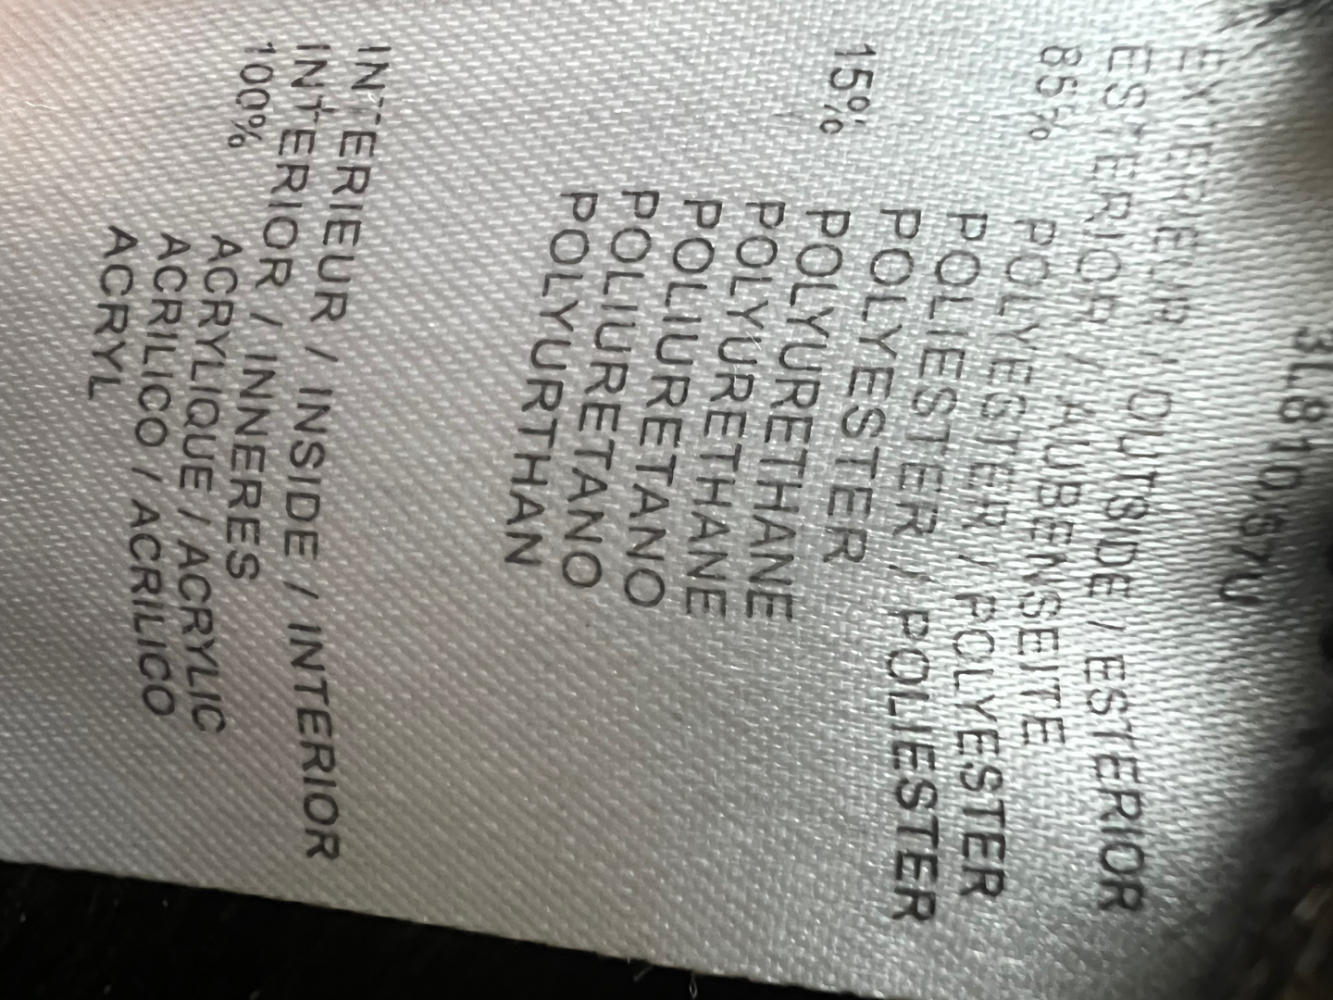 3L810.67U
EXTERIEUR / OUTSIDE / ESTERIOR
ESTERIOR / AUBENSEITE
85% POLYESTER / POLYESTER
POLIESTER / POLIESTER
POLYESTER
15% POLYURETHANE
POLYURETHANE
POLIURETANO
POLIURETANO
POLYURTHAN
INTERIEUR / INSIDE / INTERIOR
INTERIOR / INNERES
100% ACRYLIQUE / ACRYLIC
ACRILICO / ACRILICO
ACRYL